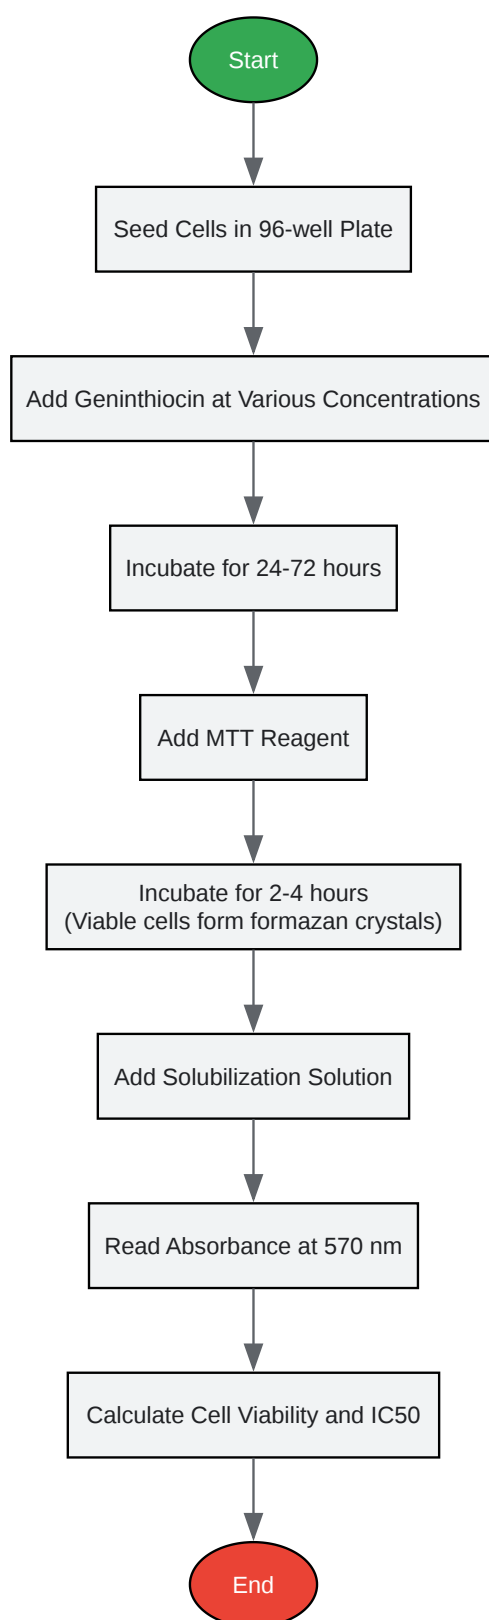 Start
Seed Cells in 96-well Plate
Add Geninthiocin at Various Concentrations
Incubate for 24-72 hours
Add MTT Reagent
Incubate for 2-4 hours
(Viable cells form formazan crystals)
Add Solubilization Solution
Read Absorbance at 570 nm
Calculate Cell Viability and IC50
End